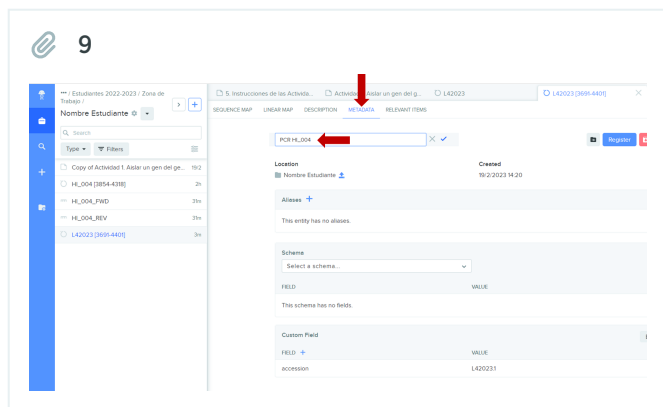 9
··· / Estudiantes 2022-2023 / Zona de
Trabajo /
Nombre Estudiante
Search
Type
Filters
Copy of Actividad 1. Aislar un gen del ge... 19/2
HI_004 [3854-4318] 2h
HI_004_FWD 31m
HI_004_REV 31m
L42023 [3691-4401] 3m
5. Instrucciones de las Activida... Actividad 1. Aislar un gen del g... L42023 L42023 [3691-4401]
SEQUENCE MAP LINEAR MAP DESCRIPTION METADATA RELEVANT ITEMS
PCR HI_004
Register
Location Created
Nombre Estudiante 19/2/2023 14:20
Aliases +
This entity has no aliases.
Schema
Select a schema...
FIELD VALUE
This schema has no fields.
Custom Field
FIELD + VALUE
accession L42023.1